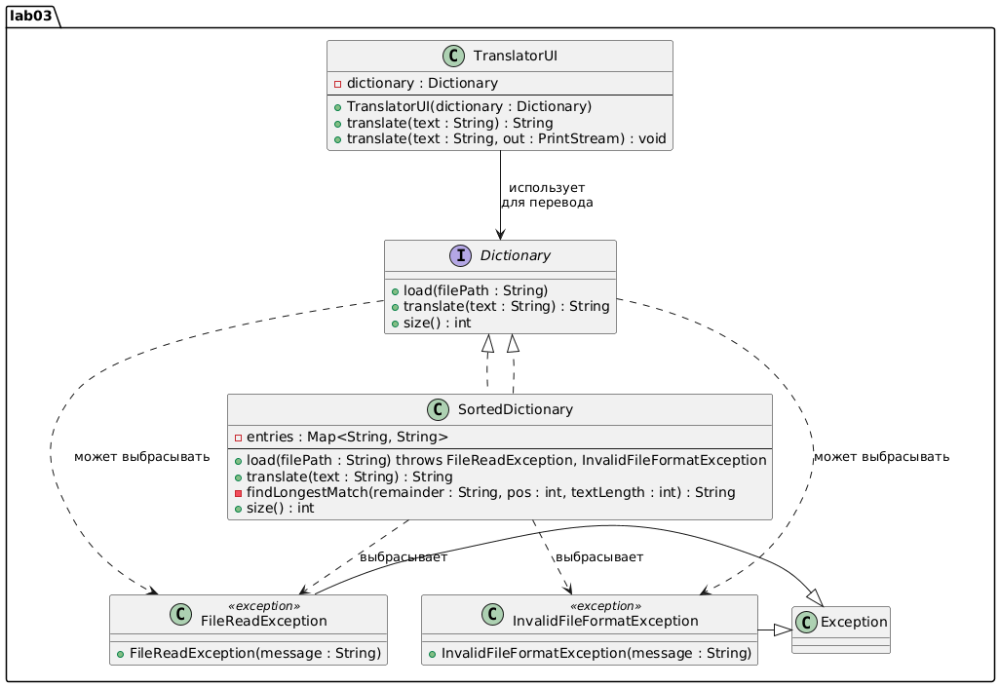 lab03
C TranslatorUI
dictionary : Dictionary
TranslatorUI(dictionary : Dictionary)
translate(text : String) : String
translate(text : String, out : PrintStream) : void
использует
для перевода
I Dictionary
load(filePath : String)
translate(text : String) : String
size() : int
C SortedDictionary
entries : Map<String, String>
load(filePath : String) throws FileReadException, InvalidFileFormatException
translate(text : String) : String
findLongestMatch(remainder : String, pos : int, textLength : int) : String
size() : int
может выбрасывать
может выбрасывать
выбрасывает
выбрасывает
C «exception»
FileReadException
FileReadException(message : String)
C «exception»
InvalidFileFormatException
InvalidFileFormatException(message : String)
C Exception